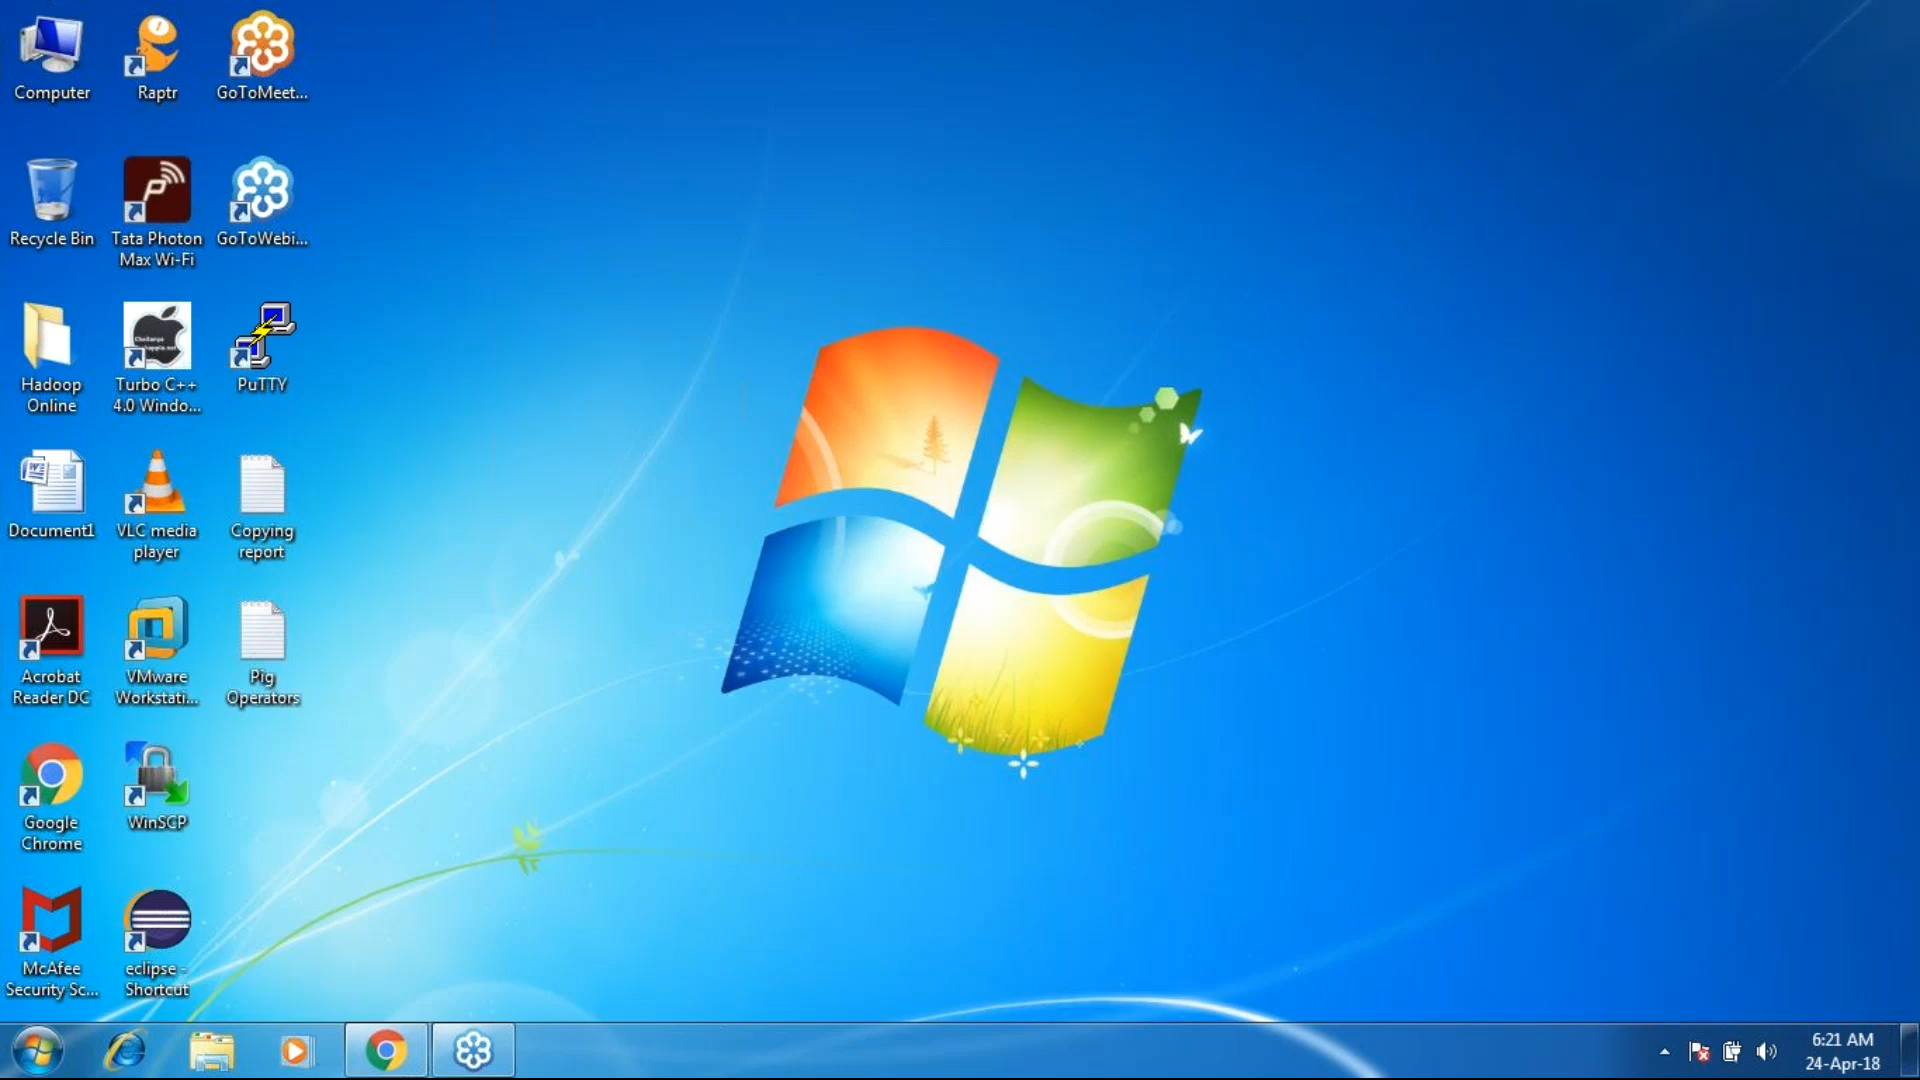 Computer
Raptr
GoToMeet...
Recycle Bin
Tata Photon
Max Wi-Fi
GoToWebi...
Hadoop
Online
Turbo C++
4.0 Windo...
PuTTY
Document1
VLC media
player
Copying
report
Acrobat
Reader DC
VMware
Workstati...
Pig
Operators
Google
Chrome
WinSCP
McAfee
Security Sc...
eclipse -
Shortcut
6:21 AM
24-Apr-18